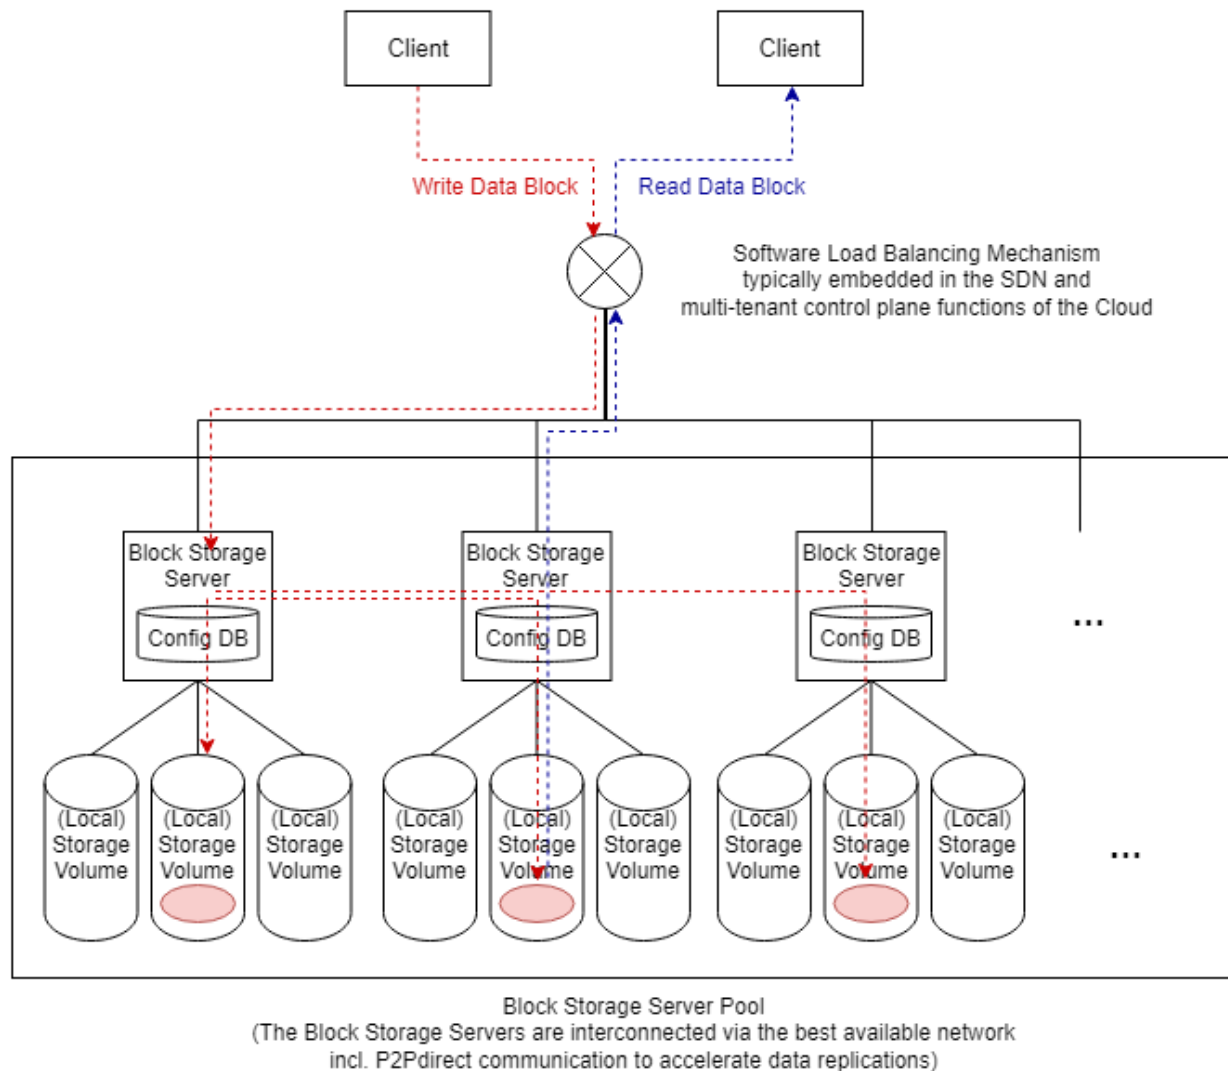 Client
Client
Write Data Block
Read Data Block
Software Load Balancing Mechanism
typically embedded in the SDN and
multi-tenant control plane functions of the Cloud
Block Storage
Server
Config DB
Block Storage
Server
Config DB
Block Storage
Server
Config DB
...
(Local)
Storage
Volume
(Local)
Storage
Volume
(Local)
Storage
Volume
(Local)
Storage
Volume
(Local)
Storage
Volume
(Local)
Storage
Volume
(Local)
Storage
Volume
(Local)
Storage
Volume
(Local)
Storage
Volume
...
Block Storage Server Pool
(The Block Storage Servers are interconnected via the best available network
incl. P2Pdirect communication to accelerate data replications)